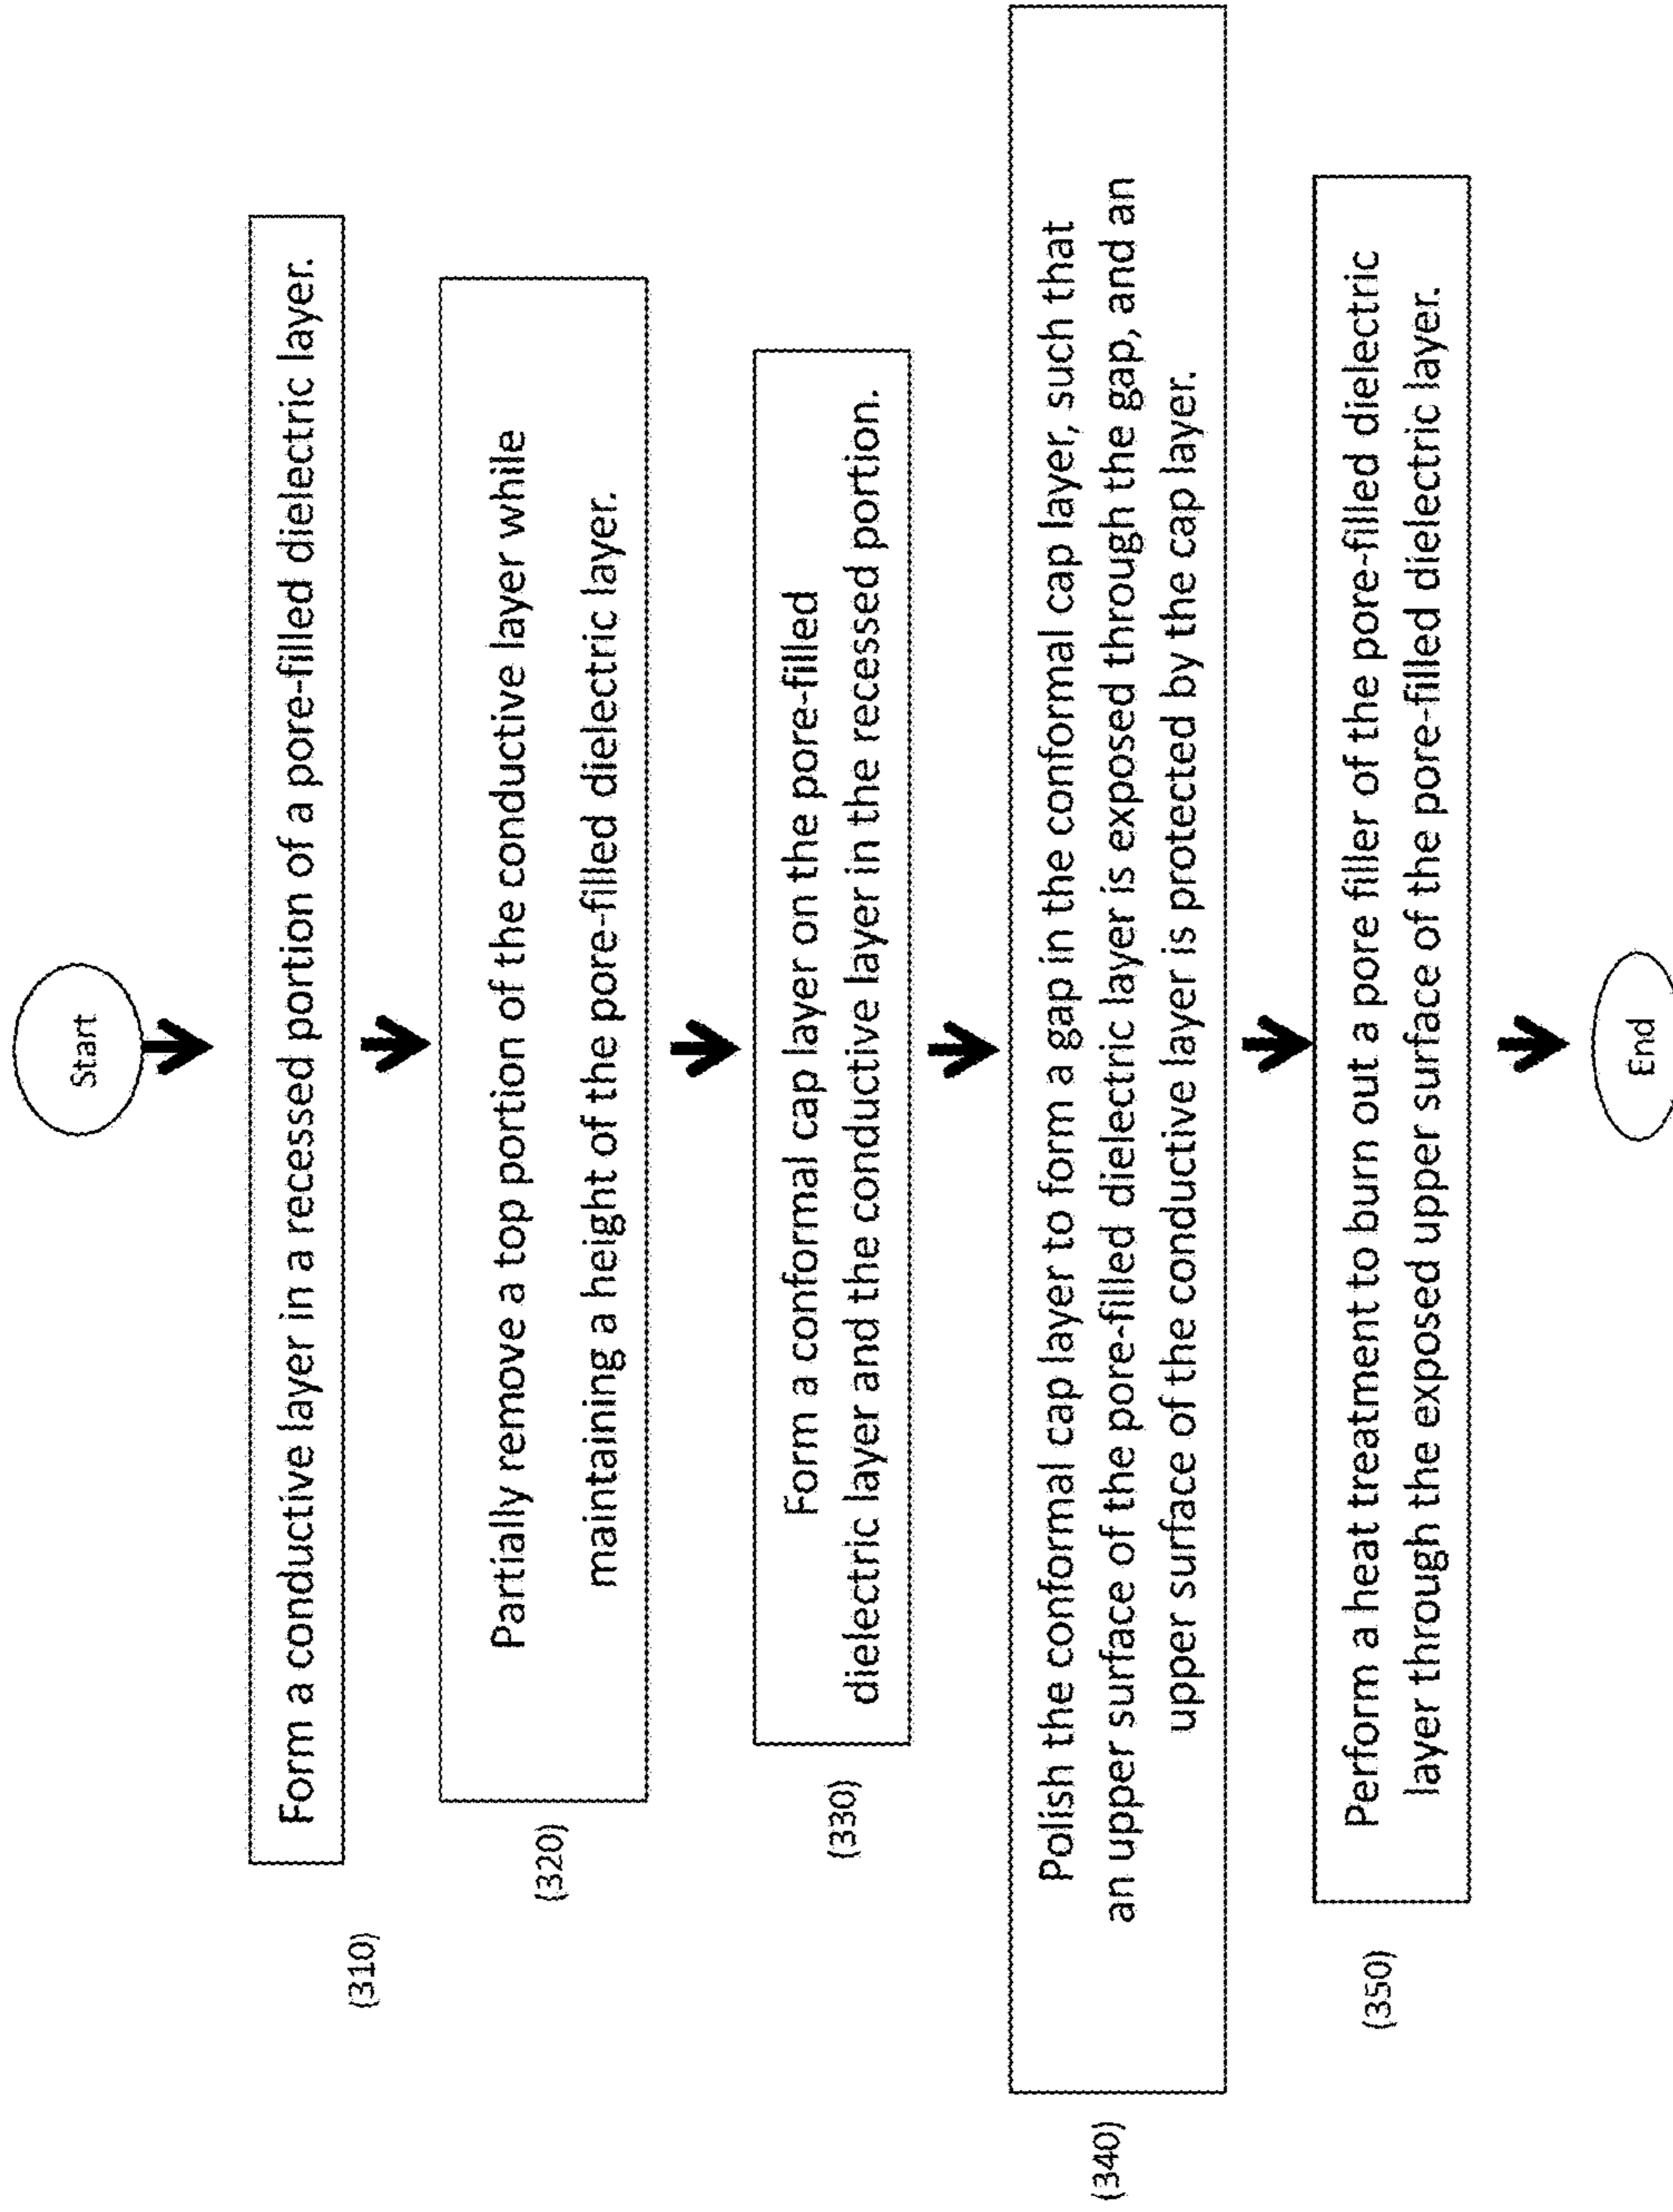 Start
(310)
Form a conductive layer in a recessed portion of a pore-filled dielectric layer.
(320)
Partially remove a top portion of the conductive layer while
maintaining a height of the pore-filled dielectric layer.
(330)
Form a conformal cap layer on the pore-filled
dielectric layer and the conductive layer in the recessed portion.
(340)
Polish the conformal cap layer to form a gap in the conformal cap layer, such that
an upper surface of the pore-filled dielectric layer is exposed through the gap, and an
upper surface of the conductive layer is protected by the cap layer.
(350)
Perform a heat treatment to burn out a pore filler of the pore-filled dielectric
layer through the exposed upper surface of the pore-filled dielectric layer.
End